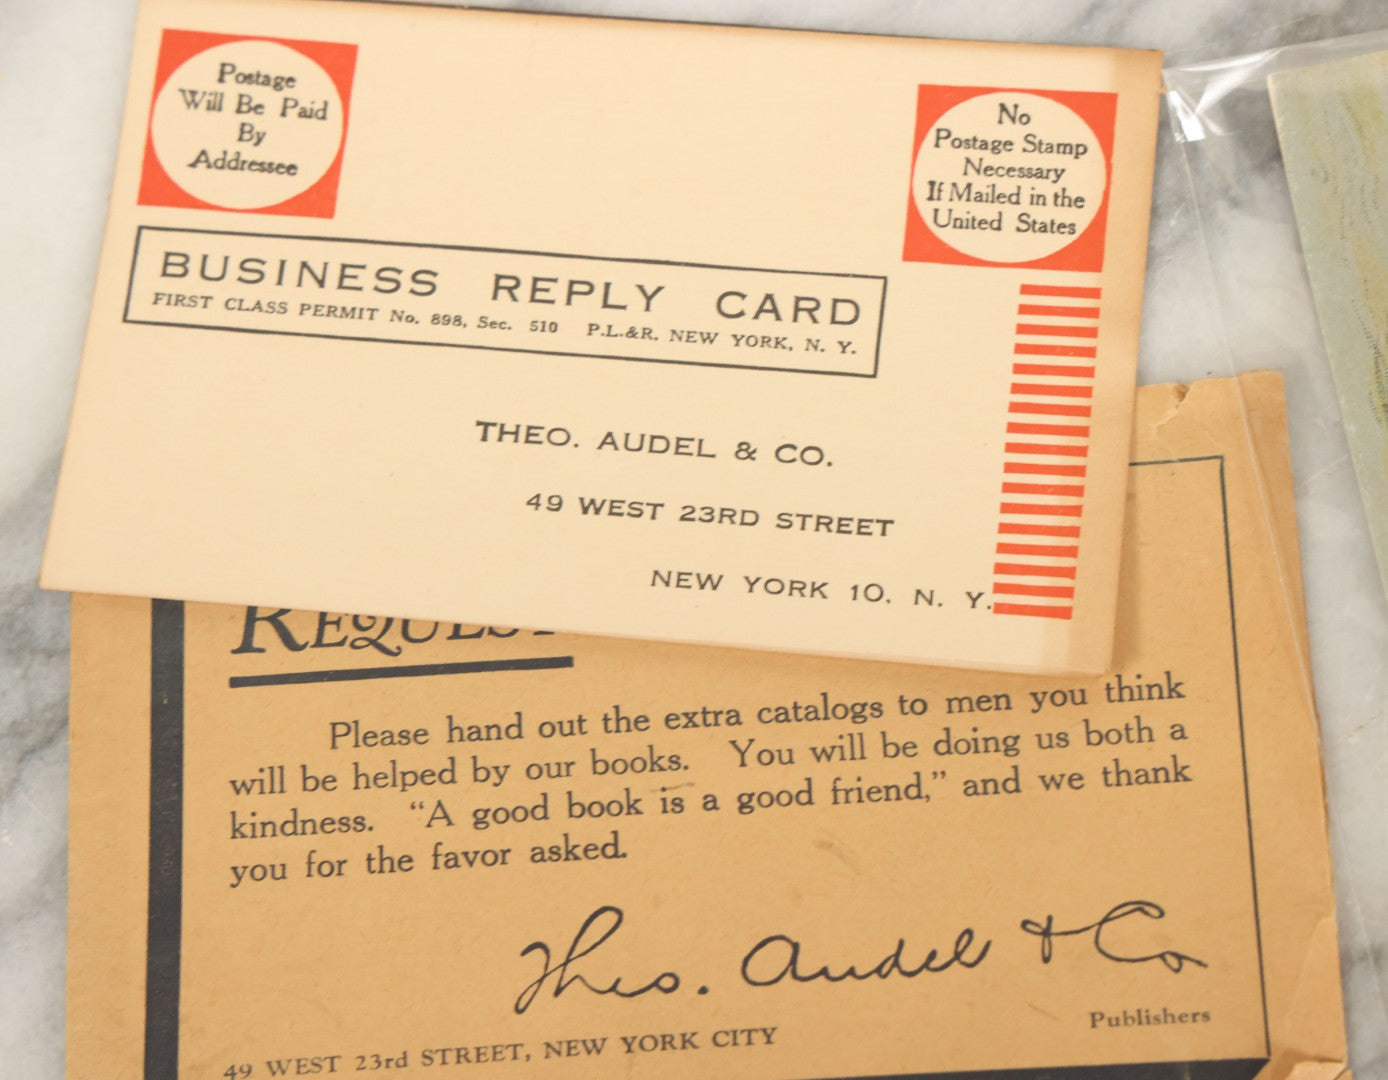 Postage
Will Be Paid
By
Addressee
No
Postage Stamp
Necessary
If Mailed in the
United States
BUSINESS REPLY CARD
FIRST CLASS PERMIT No. 898, Sec. 510 P.L.&R. NEW YORK, N. Y.
THEO. AUDEL & CO.
49 WEST 23RD STREET
NEW YORK 10, N. Y.
REQUEST
Please hand out the extra catalogs to men you think
will be helped by our books. You will be doing us both a
kindness. "A good book is a good friend," and we thank
you for the favor asked.
Theo. Audel & Co
Publishers
49 WEST 23rd STREET, NEW YORK CITY